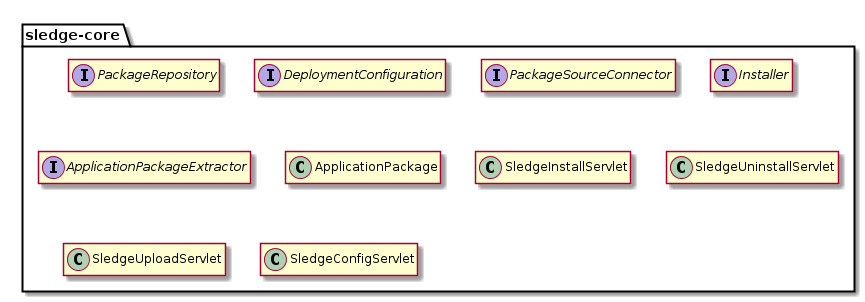 sledge-core
I PackageRepository
I DeploymentConfiguration
I PackageSourceConnector
I Installer
I ApplicationPackageExtractor
C ApplicationPackage
C SledgeInstallServlet
C SledgeUninstallServlet
C SledgeUploadServlet
C SledgeConfigServlet